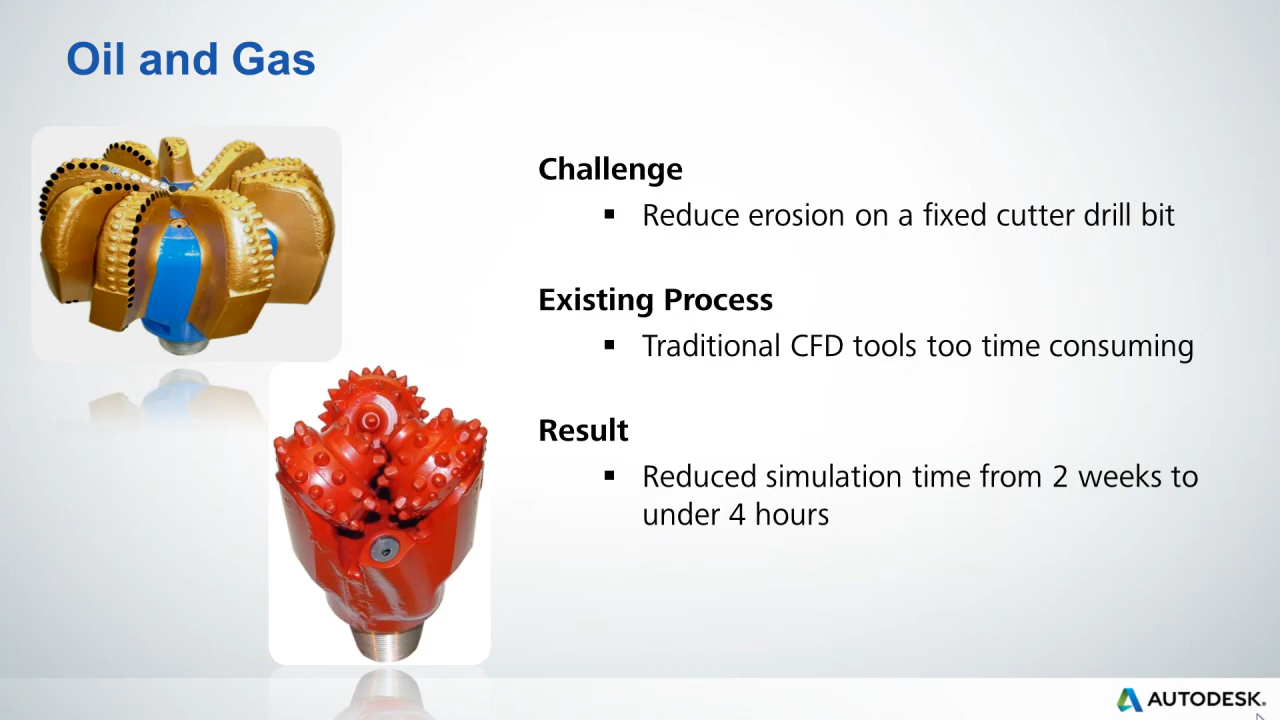 Oil and Gas
Challenge
▪ Reduce erosion on a fixed cutter drill bit
Existing Process
▪ Traditional CFD tools too time consuming
Result
▪ Reduced simulation time from 2 weeks to
under 4 hours
AUTODESK.